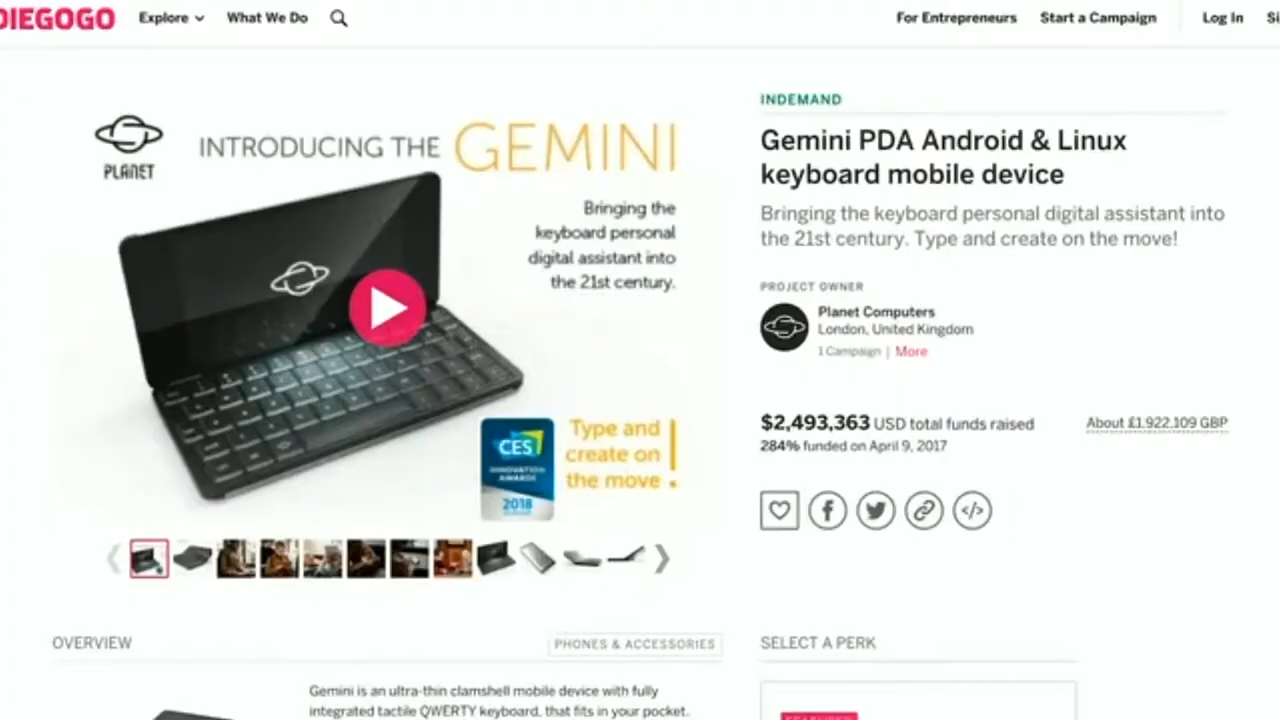 DIEGOGO
Explore
What We Do
For Entrepreneurs
Start a Campaign
Log In
Si
PLANET
INTRODUCING THE GEMINI
Bringing the
keyboard personal
digital assistant into
the 21st century.
CES
INNOVATION
AWARDS
2018
Type and
create on
the move!
INDEMAND
Gemini PDA Android & Linux
keyboard mobile device
Bringing the keyboard personal digital assistant into
the 21st century. Type and create on the move!
PROJECT OWNER
Planet Computers
London, United Kingdom
1 Campaign | More
$2,493,363 USD total funds raised
About £1,922,109 GBP
284% funded on April 9, 2017
OVERVIEW
PHONES & ACCESSORIES
SELECT A PERK
Gemini is an ultra-thin clamshell mobile device with fully
integrated tactile QWERTY keyboard, that fits in your pocket.
FEATURED